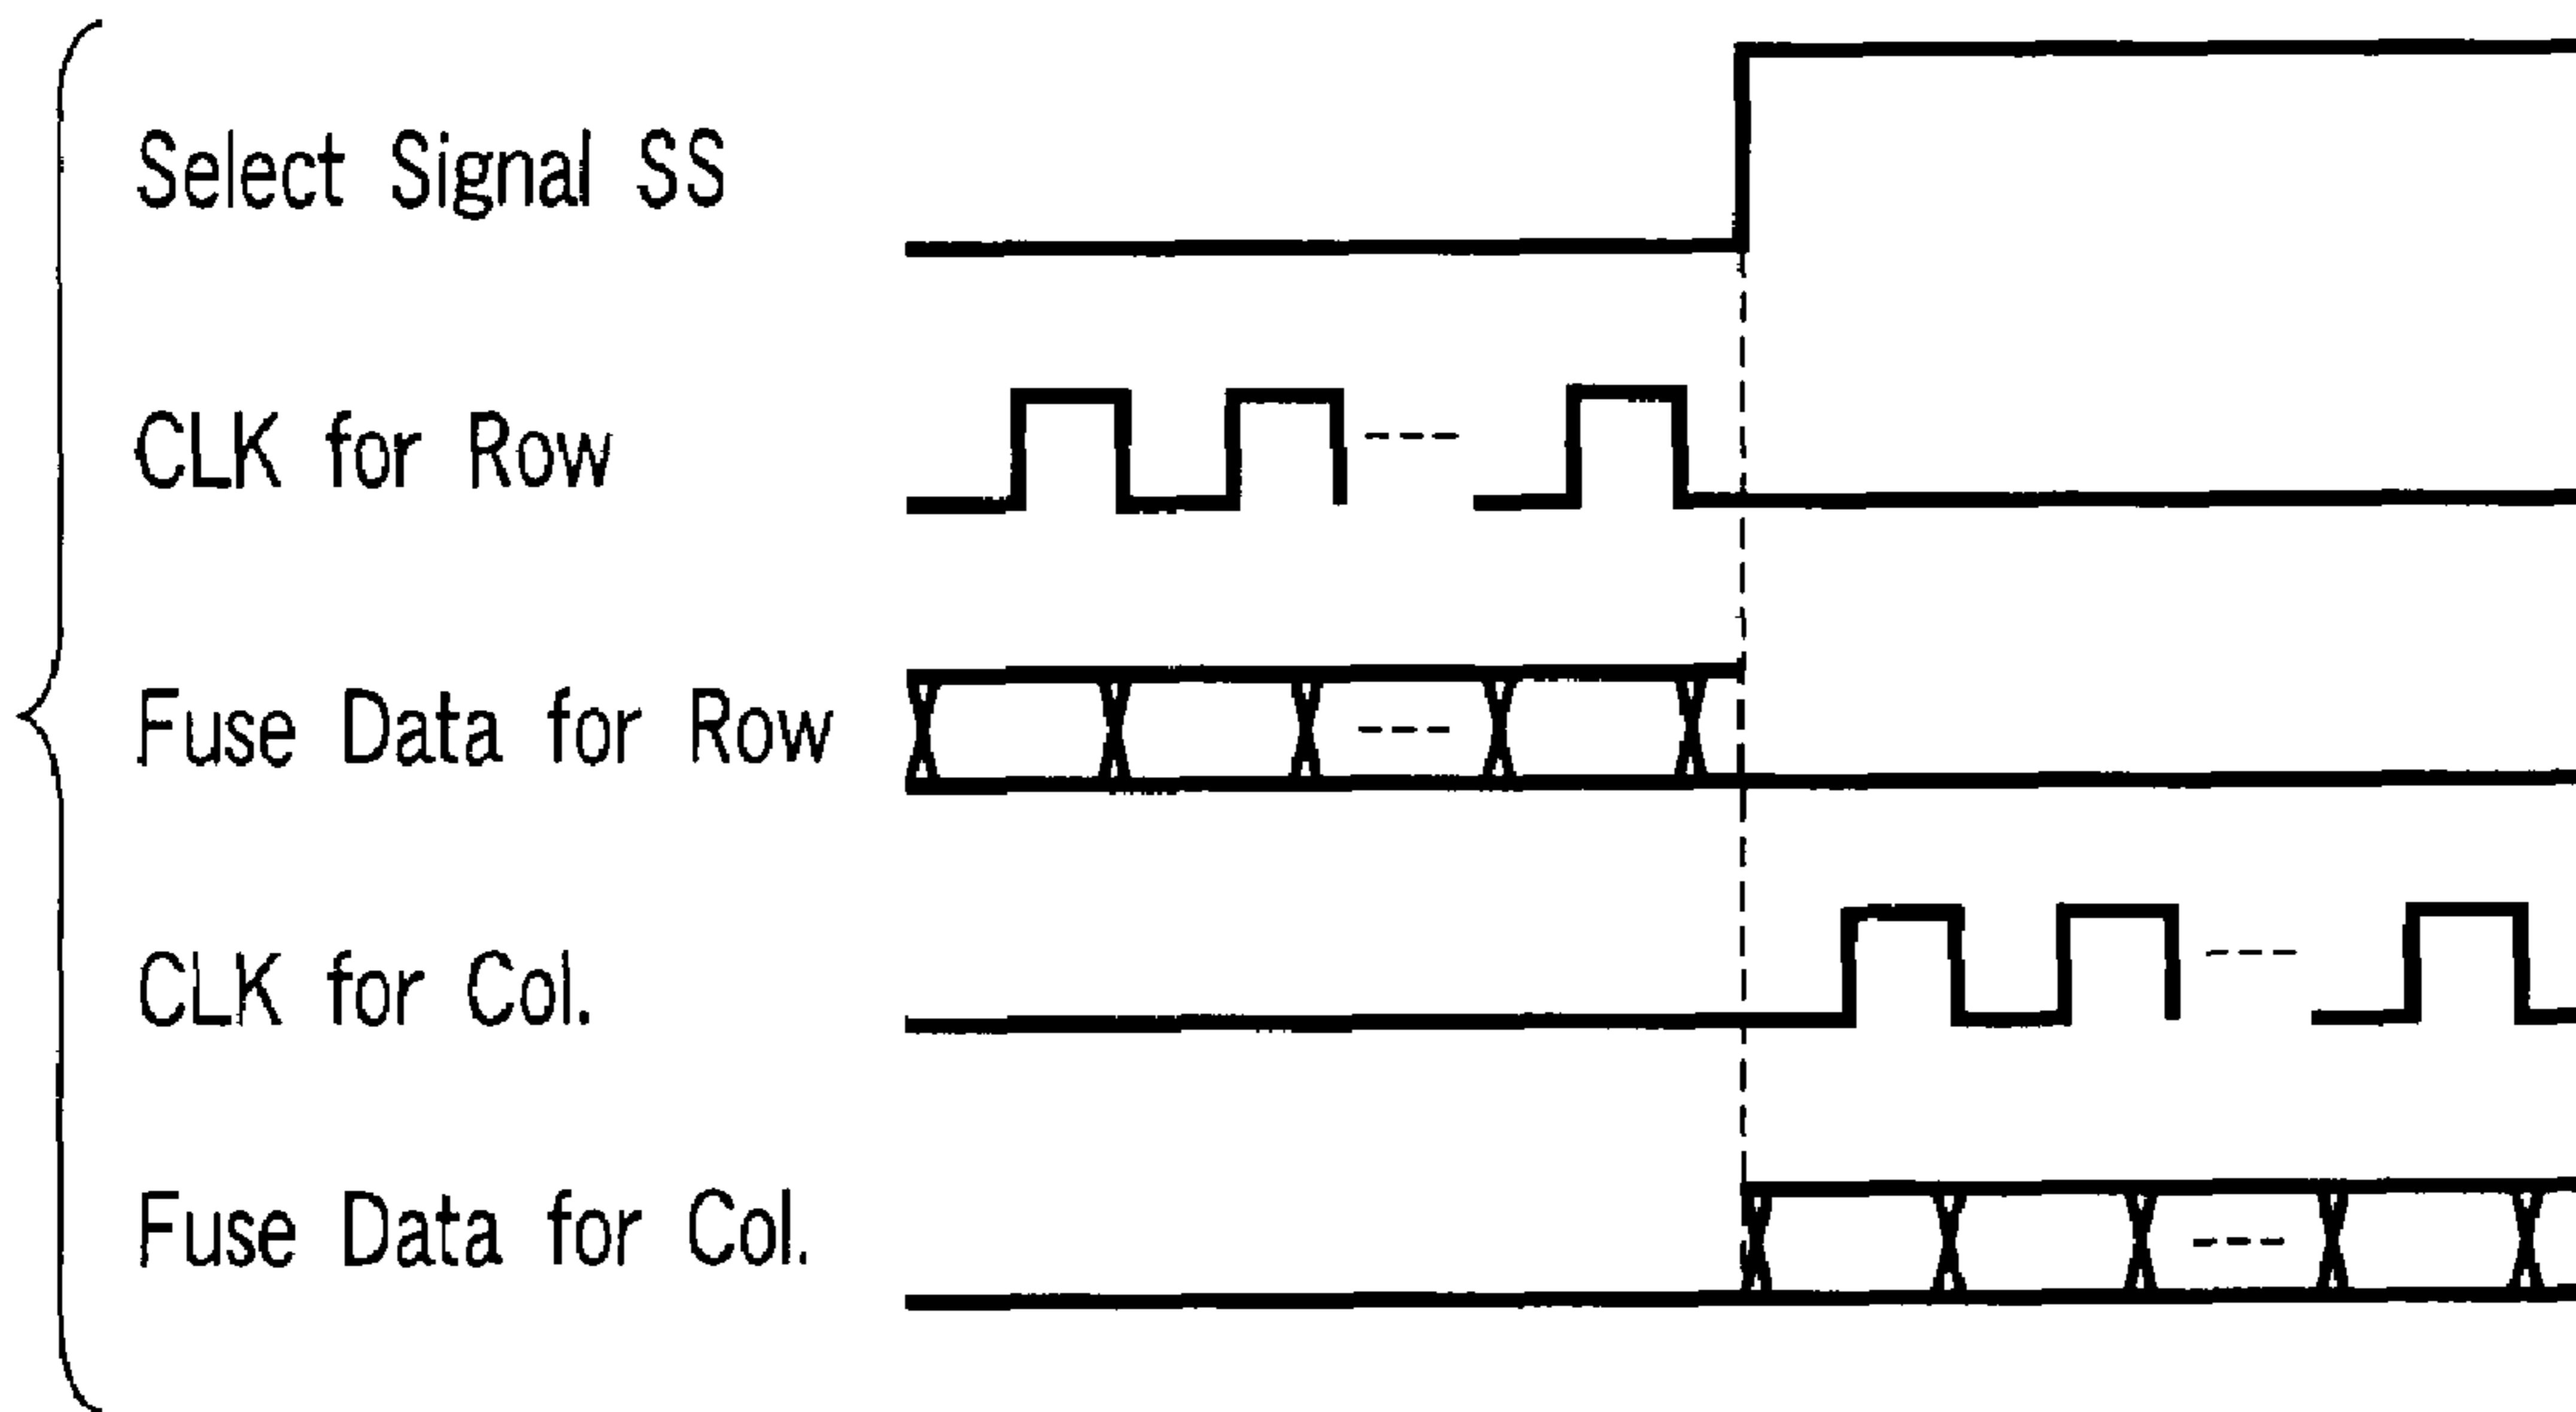 Select Signal SS
CLK for Row
Fuse Data for Row
CLK for Col.
Fuse Data for Col.